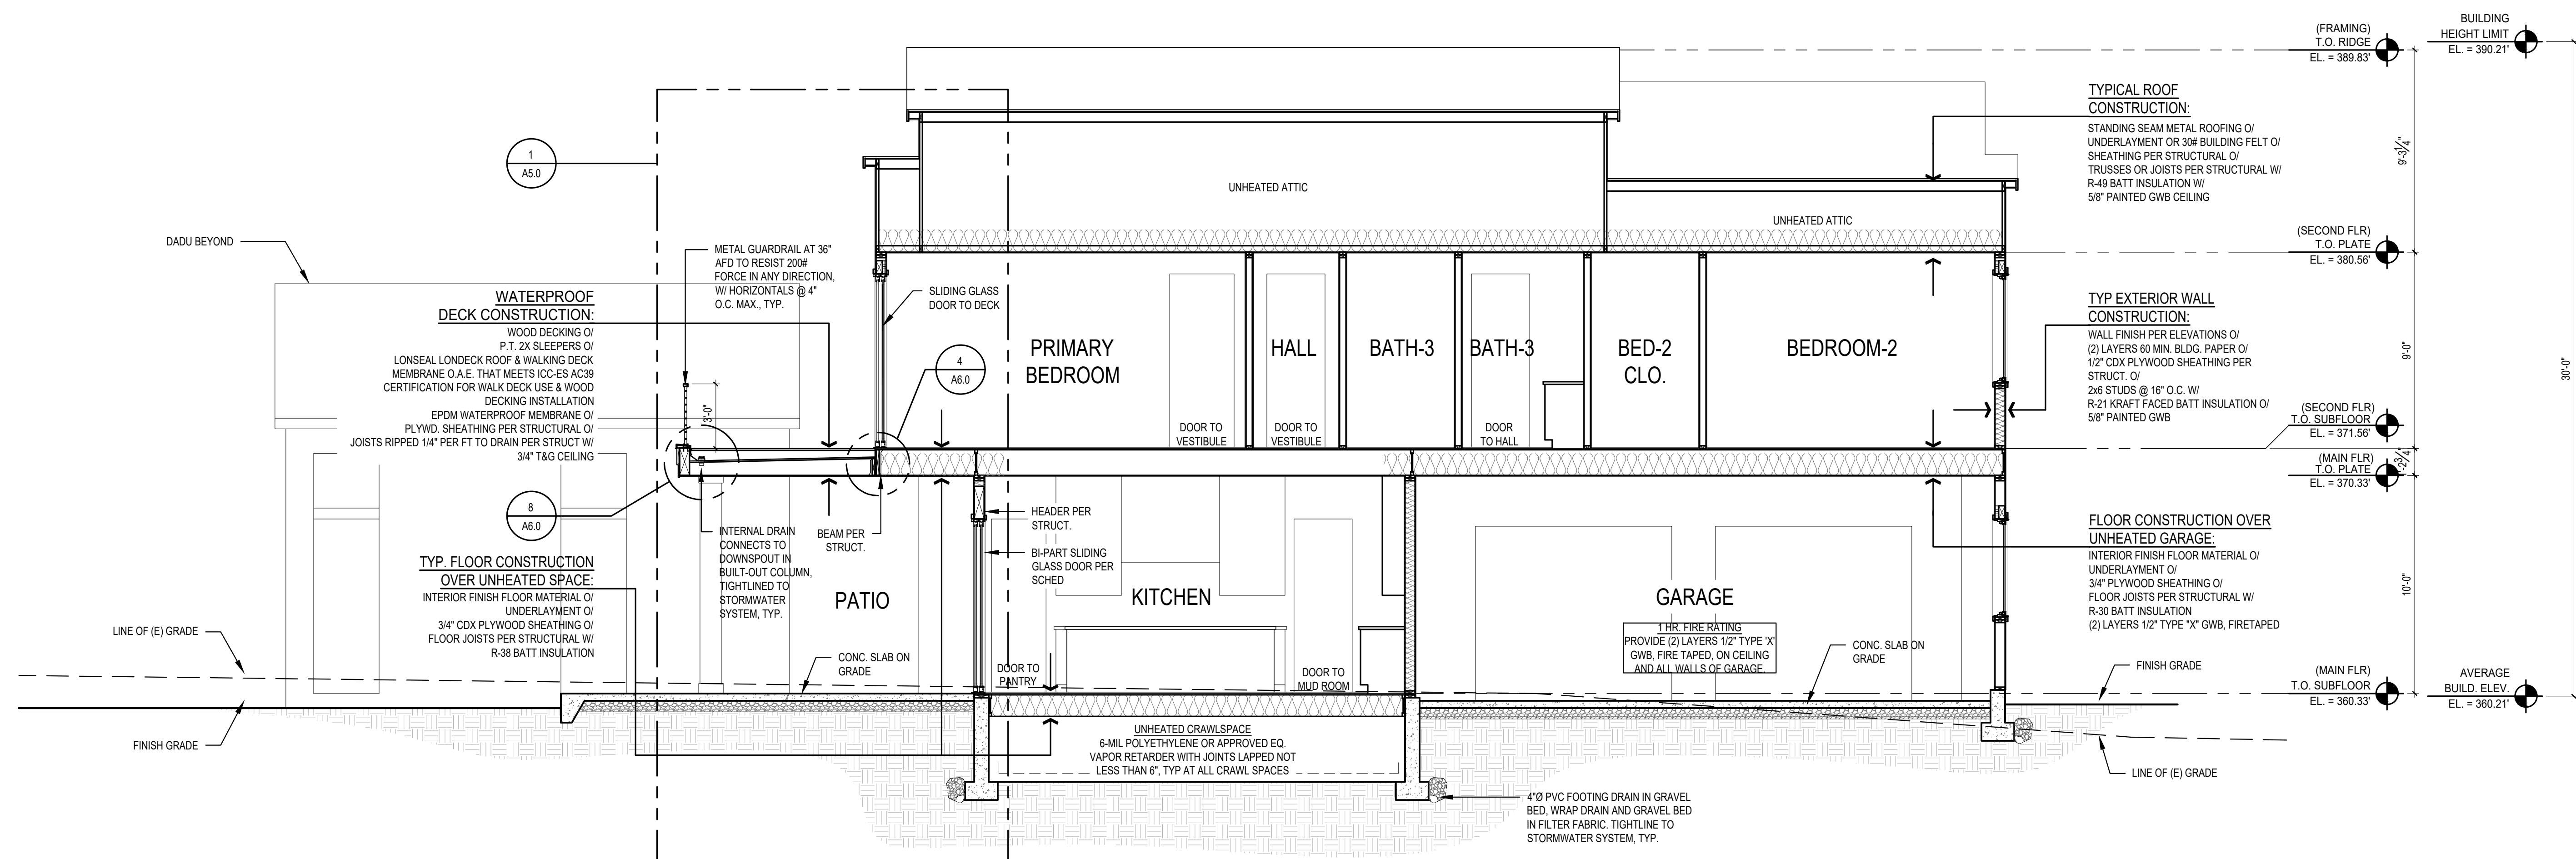 (FRAMING)
T.O. RIDGE
EL. = 389.83'
BUILDING
HEIGHT LIMIT
EL. = 390.21'
TYPICAL ROOF
CONSTRUCTION:
STANDING SEAM METAL ROOFING O/
UNDERLAYMENT OR 30# BUILDING FELT O/
SHEATHING PER STRUCTURAL O/
TRUSSES OR JOISTS PER STRUCTURAL W/
R-49 BATT INSULATION W/
5/8" PAINTED GWB CEILING
9'-3 1/4"
1
A5.0
UNHEATED ATTIC
UNHEATED ATTIC
DADU BEYOND
METAL GUARDRAIL AT 36"
AFD TO RESIST 200#
FORCE IN ANY DIRECTION,
W/ HORIZONTALS @ 4"
O.C. MAX., TYP.
SLIDING GLASS
DOOR TO DECK
(SECOND FLR)
T.O. PLATE
EL. = 380.56'
WATERPROOF
DECK CONSTRUCTION:
WOOD DECKING O/
P.T. 2X SLEEPERS O/
LONSEAL LONDECK ROOF & WALKING DECK
MEMBRANE O.A.E. THAT MEETS ICC-ES AC39
CERTIFICATION FOR WALK DECK USE & WOOD
DECKING INSTALLATION
EPDM WATERPROOF MEMBRANE O/
PLYWD. SHEATHING PER STRUCTURAL O/
JOISTS RIPPED 1/4" PER FT TO DRAIN PER STRUCT W/
3/4" T&G CEILING
3'-0"
4
A6.0
PRIMARY
BEDROOM
HALL
BATH-3
BATH-3
BED-2
CLO.
BEDROOM-2
DOOR TO
VESTIBULE
DOOR TO
VESTIBULE
DOOR
TO HALL
TYP EXTERIOR WALL
CONSTRUCTION:
WALL FINISH PER ELEVATIONS O/
(2) LAYERS 60 MIN. BLDG. PAPER O/
1/2" CDX PLYWOOD SHEATHING PER
STRUCT. O/
2x6 STUDS @ 16" O.C. W/
R-21 KRAFT FACED BATT INSULATION O/
5/8" PAINTED GWB
9'-0"
30'-0"
(SECOND FLR)
T.O. SUBFLOOR
EL. = 371.56'
(MAIN FLR)
T.O. PLATE
EL. = 370.33'
1'-2 3/4"
8
A6.0
INTERNAL DRAIN
CONNECTS TO
DOWNSPOUT IN
BUILT-OUT COLUMN,
TIGHTLINED TO
STORMWATER
SYSTEM, TYP.
BEAM PER
STRUCT.
HEADER PER
STRUCT.
BI-PART SLIDING
GLASS DOOR PER
SCHED
TYP. FLOOR CONSTRUCTION
OVER UNHEATED SPACE:
INTERIOR FINISH FLOOR MATERIAL O/
UNDERLAYMENT O/
3/4" CDX PLYWOOD SHEATHING O/
FLOOR JOISTS PER STRUCTURAL W/
R-38 BATT INSULATION
PATIO
KITCHEN
GARAGE
1 HR. FIRE RATING
PROVIDE (2) LAYERS 1/2" TYPE 'X'
GWB, FIRE TAPED, ON CEILING
AND ALL WALLS OF GARAGE.
FLOOR CONSTRUCTION OVER
UNHEATED GARAGE:
INTERIOR FINISH FLOOR MATERIAL O/
UNDERLAYMENT O/
3/4" PLYWOOD SHEATHING O/
FLOOR JOISTS PER STRUCTURAL W/
R-30 BATT INSULATION
(2) LAYERS 1/2" TYPE "X" GWB, FIRETAPED
10'-0"
LINE OF (E) GRADE
CONC. SLAB ON
GRADE
DOOR TO
PANTRY
DOOR TO
MUD ROOM
CONC. SLAB ON
GRADE
FINISH GRADE
(MAIN FLR)
T.O. SUBFLOOR
EL. = 360.33'
AVERAGE
BUILD. ELEV.
EL. = 360.21'
FINISH GRADE
UNHEATED CRAWLSPACE
6-MIL POLYETHYLENE OR APPROVED EQ.
VAPOR RETARDER WITH JOINTS LAPPED NOT
LESS THAN 6", TYP AT ALL CRAWL SPACES
LINE OF (E) GRADE
4"Ø PVC FOOTING DRAIN IN GRAVEL
BED, WRAP DRAIN AND GRAVEL BED
IN FILTER FABRIC. TIGHTLINE TO
STORMWATER SYSTEM, TYP.